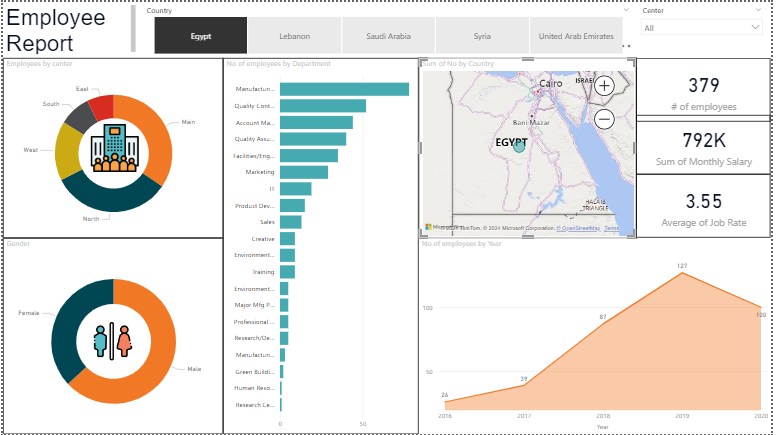 Employee
Report
Country
Egypt
Lebanon
Saudi Arabia
Syria
United Arab Emirates
Center
All
Employees by center
East
South
Main
West
North
No of employees by Department
Manufacturi...
Quality Cont...
Account Ma...
Quality Assu...
Facilities/Eng...
Marketing
IT
Product Dev...
Sales
Creative
Environment...
Training
Environment...
Major Mfg P...
Professional ...
Research/De...
Manufacturi...
Green Buildi...
Human Reso...
Research Ce...
0
50
Sum of No by Country
Cairo
ISRAEL
Bani Mazar
EGYPT
HALA'IB
TRIANGLE
© 2024 TomTom, © 2024 Microsoft Corporation, © OpenStreetMap Terms
379
# of employees
792K
Sum of Monthly Salary
3.55
Average of Job Rate
Gender
Female
Male
No of employees by Year
127
100
87
100
50
39
26
2016
2017
2018
2019
2020
Year